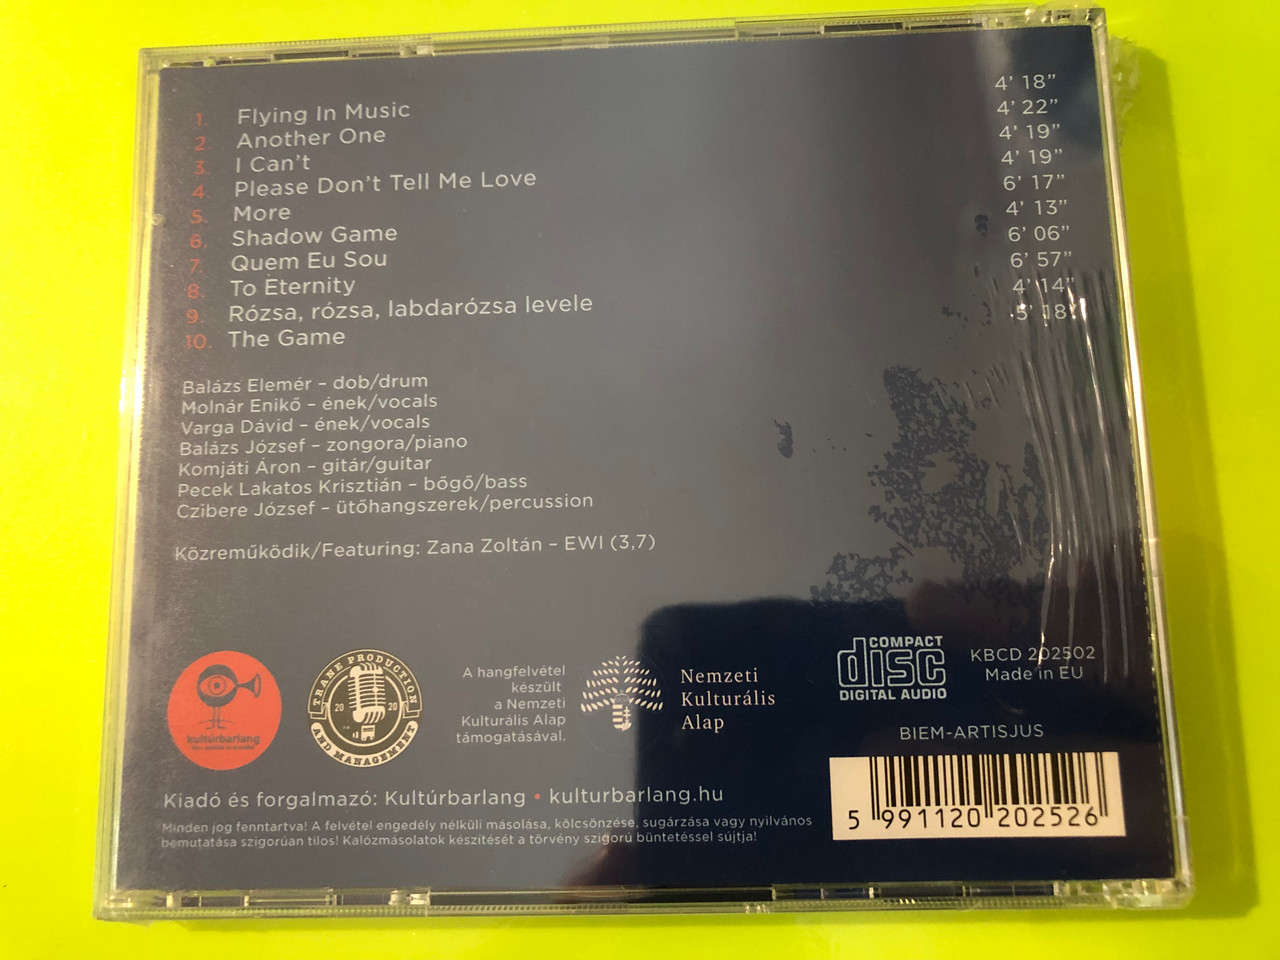 1. Flying In Music 4' 18"
2. Another One 4' 22"
3. I Can't 4' 19"
4. Please Don't Tell Me Love 4' 19"
5. More 6' 17"
6. Shadow Game 4' 13"
7. Quem Eu Sou 6' 06"
8. To Eternity 6' 57"
9. Rózsa, rózsa, labdarózsa levele 4' 14"
10. The Game 5' 18"
Balázs Elemér – dob/drum
Molnár Enikő – ének/vocals
Varga Dávid – ének/vocals
Balázs József – zongora/piano
Komjáti Áron – gitár/guitar
Pecek Lakatos Krisztián – bőgő/bass
Czibere József – ütőhangszerek/percussion
Közreműködik/Featuring: Zana Zoltán – EWI (3,7)
kultúrbarlang
TRANE PRODUCTION
20 20
AND MANAGEMENT
A hangfelvétel
készült
a Nemzeti
Kulturális Alap
támogatásával.
Nemzeti
Kulturális
Alap
COMPACT
disc
DIGITAL AUDIO
KBCD 202502
Made in EU
BIEM-ARTISJUS
5 991120 202526
Kiadó és forgalmazó: Kultúrbarlang • kulturbarlang.hu
Minden jog fenntartva! A felvétel engedély nélküli másolása, kölcsönzése, sugárzása vagy nyilvános
bemutatása szigorúan tilos! Kalózmásolatok készítését a törvény szigorú büntetéssel sújtja!